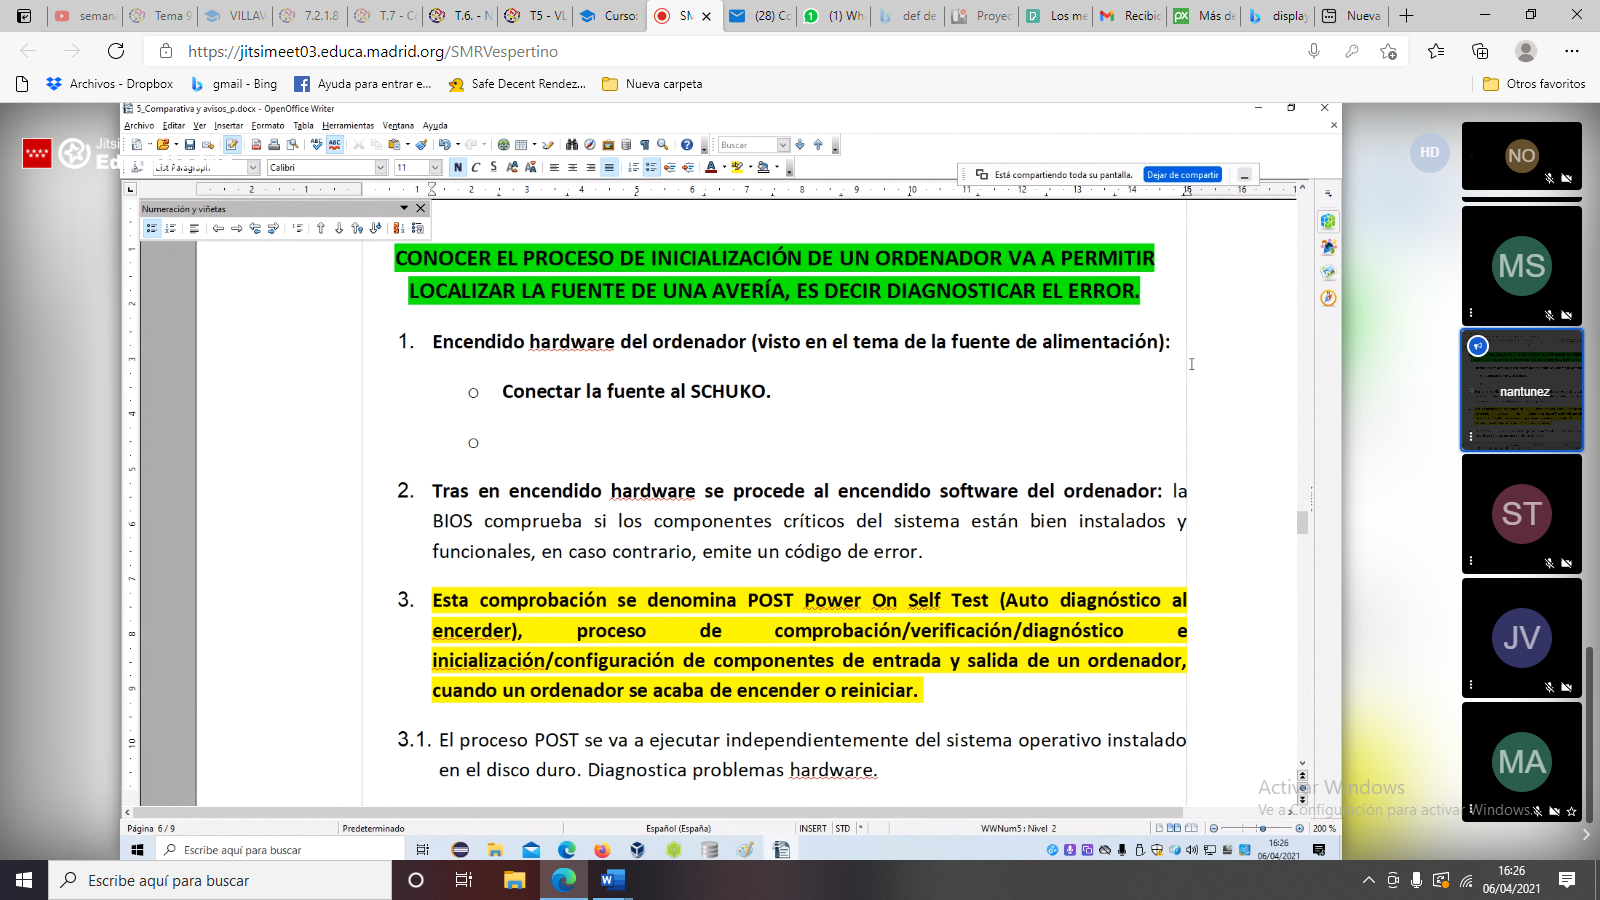 semana
Tema 9
VILLAV
7.2.1.8
T.7 - Co
T.6. - N
T5 - VL
Curso:
SM
(28) Co
(1) Wha
def de
Proyec
Los me
Recibid
Más de
display
Nueva
https://jitsimeet03.educa.madrid.org/SMRVespertino
Archivos - Dropbox
gmail - Bing
Ayuda para entrar e...
Safe Decent Rendez...
Nueva carpeta
Otros favoritos
5_Comparativa y avisos_p.docx - OpenOffice Writer
Archivo Editar Ver Insertar Formato Tabla Herramientas Ventana Ayuda
Buscar
List Paragraph
Calibri
11
N C S
Jitsi
Está compartiendo toda su pantalla. Dejar de compartir
HD
Numeración y viñetas
CONOCER EL PROCESO DE INICIALIZACIÓN DE UN ORDENADOR VA A PERMITIR
LOCALIZAR LA FUENTE DE UNA AVERÍA, ES DECIR DIAGNOSTICAR EL ERROR.
1. Encendido hardware del ordenador (visto en el tema de la fuente de alimentación):
o Conectar la fuente al SCHUKO.
o
2. Tras en encendido hardware se procede al encendido software del ordenador: la
BIOS comprueba si los componentes críticos del sistema están bien instalados y
funcionales, en caso contrario, emite un código de error.
3. Esta comprobación se denomina POST Power On Self Test (Auto diagnóstico al
encerder), proceso de comprobación/verificación/diagnóstico e
inicialización/configuración de componentes de entrada y salida de un ordenador,
cuando un ordenador se acaba de encender o reiniciar.
3.1. El proceso POST se va a ejecutar independientemente del sistema operativo instalado
en el disco duro. Diagnostica problemas hardware.
NO
MS
nantunez
ST
JV
MA
Activar Windows
Ve a Configuración para activar Windows.
Página 6 / 9
Predeterminado
Español (España)
INSERT STD *
WWNum5 : Nivel 2
200 %
Escribe aquí para buscar
16:26
06/04/2021
Escribe aquí para buscar
16:26
06/04/2021